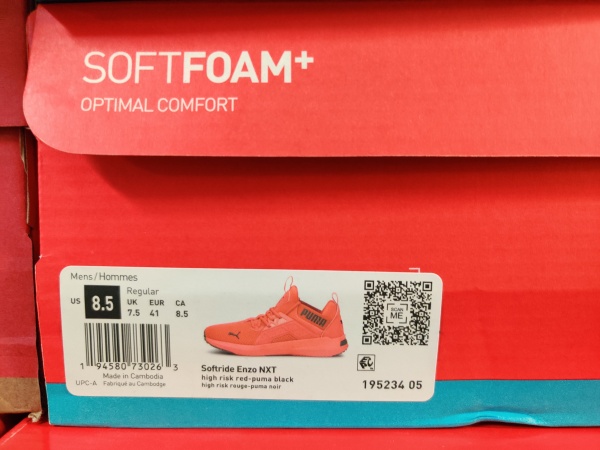 SOFTFOAM+
OPTIMAL COMFORT
Mens/Hommes
Regular
US 8.5 UK EUR CA
7.5 41 8.5
PUMA
SCAN
ME
1 94580 73026 3
Made in Cambodia
UPC-A Fabriqué au Cambodge
Softride Enzo NXT
high risk red-puma black
high risk rouge-puma noir
195234 05